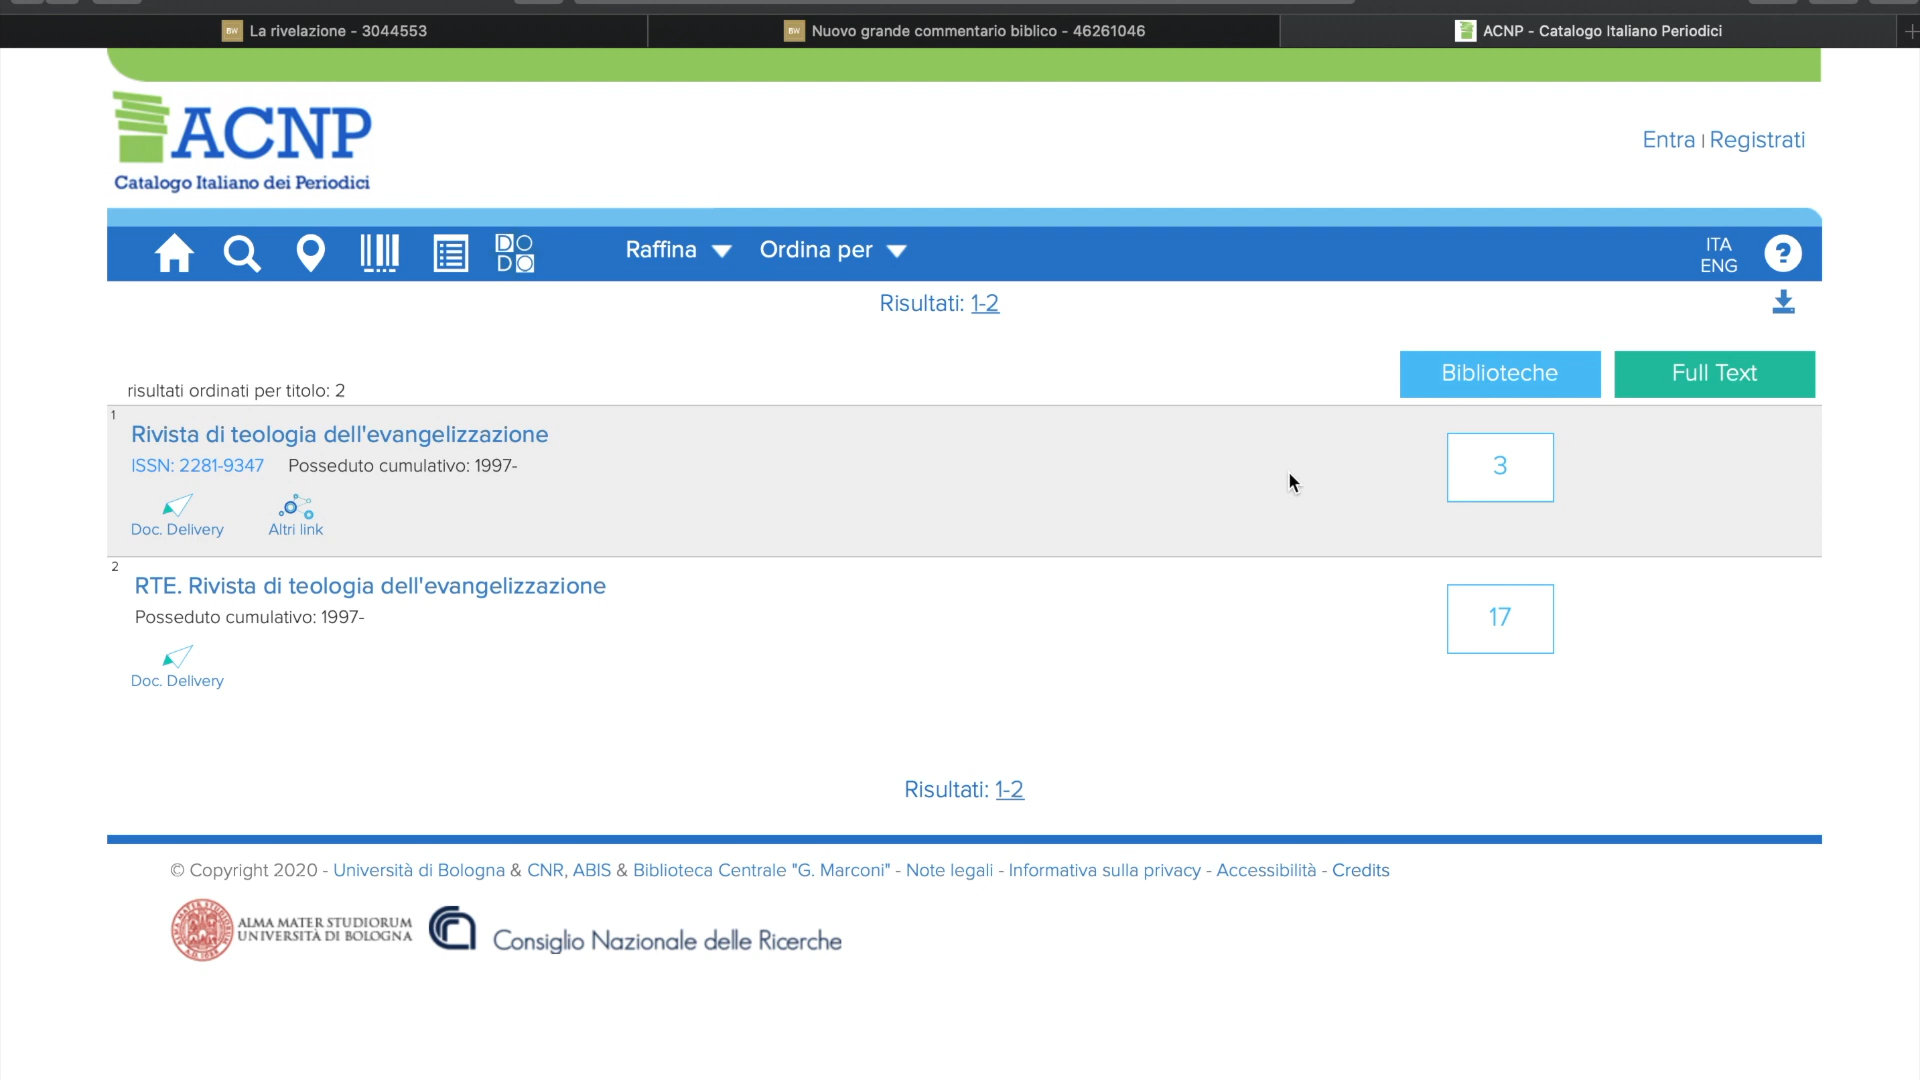 La rivelazione - 3044553
Nuovo grande commentario biblico - 46261046
ACNP - Catalogo Italiano Periodici
ACNP
Catalogo Italiano dei Periodici
Entra | Registrati
Raffina
Ordina per
ITA
ENG
?
Risultati: 1-2
Biblioteche
Full Text
risultati ordinati per titolo: 2
1
Rivista di teologia dell'evangelizzazione
ISSN: 2281-9347 Posseduto cumulativo: 1997-
3
Doc. Delivery
Altri link
2
RTE. Rivista di teologia dell'evangelizzazione
Posseduto cumulativo: 1997-
17
Doc. Delivery
Risultati: 1-2
© Copyright 2020 - Università di Bologna & CNR, ABIS & Biblioteca Centrale "G. Marconi" - Note legali - Informativa sulla privacy - Accessibilità - Credits
ALMA MATER STUDIORUM
UNIVERSITÀ DI BOLOGNA
Consiglio Nazionale delle Ricerche